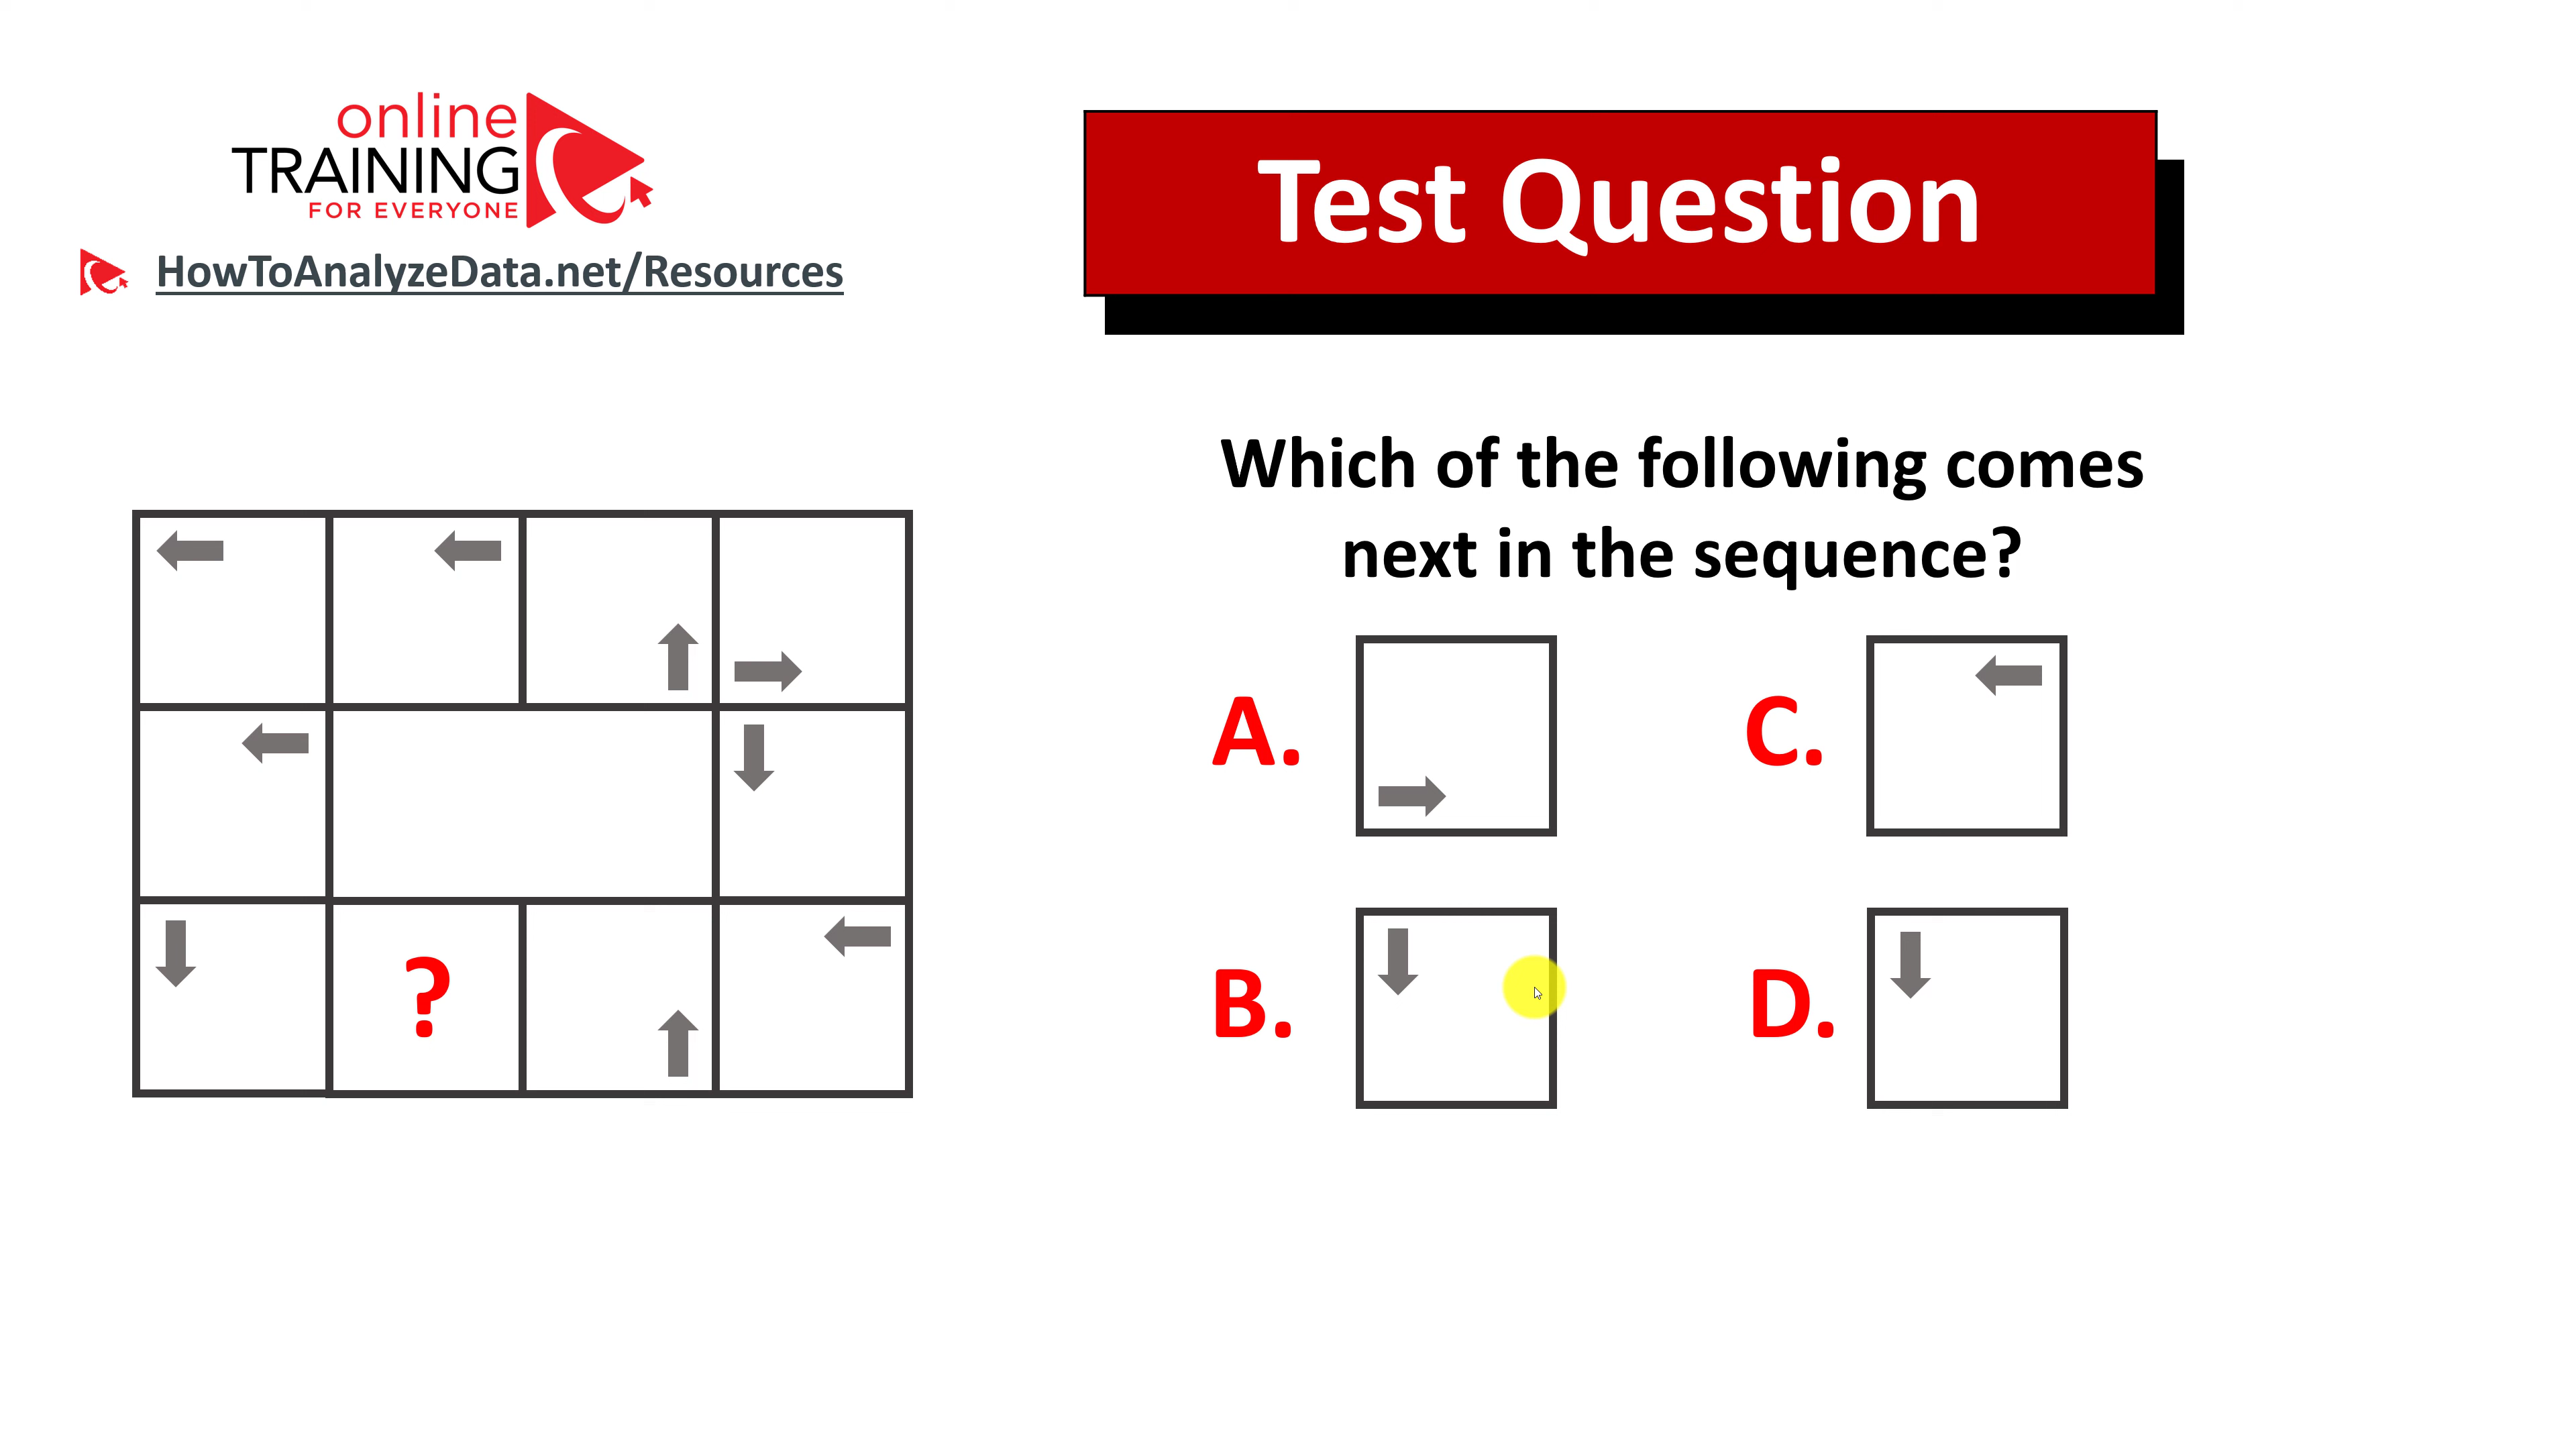 online
TRAINING
FOR EVERYONE
HowToAnalyzeData.net/Resources
Test Question
Which of the following comes
next in the sequence?
A.
C.
?
B.
D.